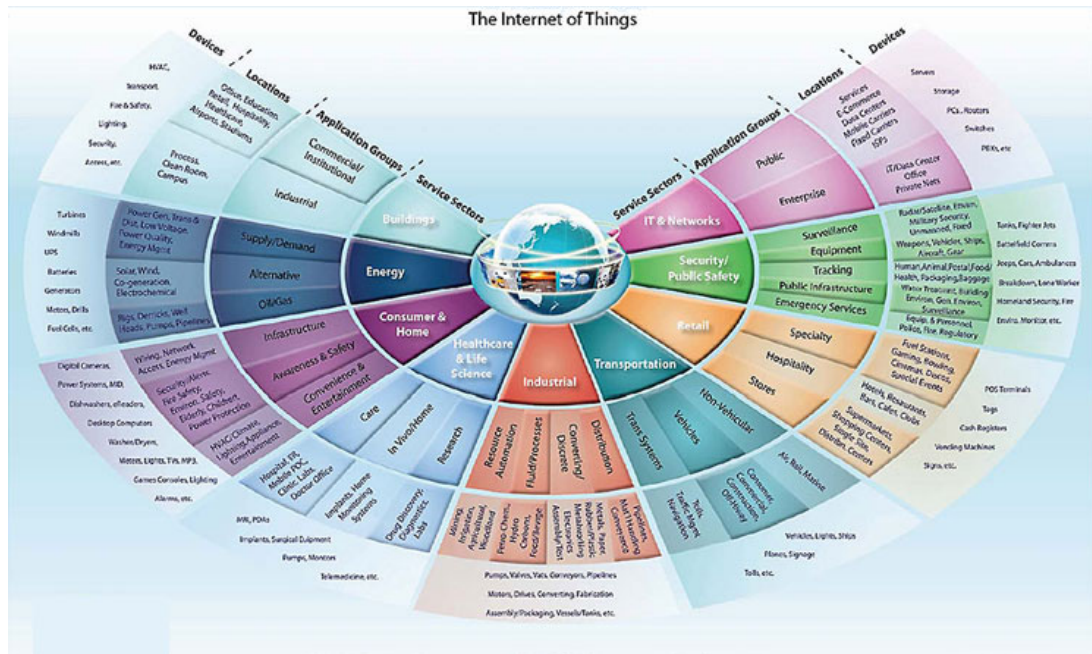 The Internet of Things
Devices
Locations
Application Groups
Service Sectors
HVAC,
Transport,
Fire & Safety,
Lighting,
Security,
Access, etc.
Office, Education,
Retail, Hospitality,
Healthcare,
Airports, Stadiums
Process,
Clean Room,
Campus
Commercial/
Institutional
Industrial
Buildings
Turbines
Windmills
UPS
Batteries
Generators
Meters, Drills
Fuel Cells, etc.
Power Gen, Trans &
Dist, Low Voltage,
Power Quality,
Energy Mgmt
Solar, Wind,
Co-generation,
Electrochemical
Rigs, Derricks, Well
Heads, Pumps, Pipelines
Supply/Demand
Alternative
Oil/Gas
Energy
Digital Cameras,
Power Systems, MID,
Dishwashers, eReaders,
Desktop Computers
Washer/Dryers,
Meters, Lights, TVs, MP3,
Games Consoles, Lighting
Alarms, etc.
Wiring, Network
Access, Energy Mgmt
Security/Alerts,
Fire Safety,
Environ. Safety,
Elderly, Children,
Power Protection
HVAC/Climate,
Lighting, Appliance,
Entertainment
Infrastructure
Awareness & Safety
Convenience &
Entertainment
Consumer
& Home
MRI, PDAs
Implants, Surgical Equipment
Pumps, Monitors
Telemedicine, etc.
Hospital, ER,
Mobile POC,
Clinic, Labs,
Doctor Office
Implants, Home
Monitoring
Systems
Drug Discovery,
Diagnostics,
Labs
Care
In Vivo/Home
Research
Healthcare
& Life
Science
Industrial
Resource
Automation
Fluid/Processes
Converting/
Discrete
Distribution
Mining,
Irrigation,
Agricultural,
Woodland
Petro-Chem,
Hydro
Carbons,
Food/Bevrge
Metals, Paper,
Rubber/Plastic
Metalworking
Electronics
Assembly/Test
Pipelines,
Mat'l Handling
Conveyance
Pumps, Valves, Vats, Conveyors, Pipelines
Motors, Drives, Converting, Fabrication
Assembly/Packaging, Vessels/Tanks, etc.
Transportation
Trans Systems
Vehicles
Non-Vehicular
Tolls,
Traffic Mgmt
Navigation
Consumer,
Commercial,
Construction,
Off-Hiway
Air, Rail, Marine
Vehicles, Lights, Ships
Planes, Signage
Tolls, etc.
Retail
Specialty
Hospitality
Stores
Fuel Stations,
Gaming, Bowling,
Cinemas, Discos,
Special Events
Hotels, Restaurants,
Bars, Cafes, Clubs
Supermarkets,
Shopping Centers,
Single Site,
Distribn. Centers
POS Terminals
Tags
Cash Registers
Vending Machines
Signs, etc.
Security/
Public Safety
Surveillance
Equipment
Tracking
Public Infrastructure
Emergency Services
Radar/Satelite, Envirn,
Military Security,
Unmanned, Fixed
Weapons, Vehicles, Ships,
Aircraft, Gear
Human, Animal, Postal, Food/
Health, Packaging, Baggage
Water Treatment, Building
Environ. Gen. Environ,
Surveillance
Equip. & Personnel,
Police, Fire, Regulatory
Tanks, Fighter Jets
Battlefield Comms
Jeeps, Cars, Ambulances
Breakdown, Lone Worker
Homeland Security, Fire
Enviro. Monitor, etc.
IT & Networks
Public
Enterprise
Services
E-Commerce
Data Centers
Mobile Carriers
Fixed Carriers
ISPs
IT/Data Center
Office
Private Nets
Servers
Storage
PCs, Routers
Switches
PBXs, etc
Service Sectors
Application Groups
Locations
Devices